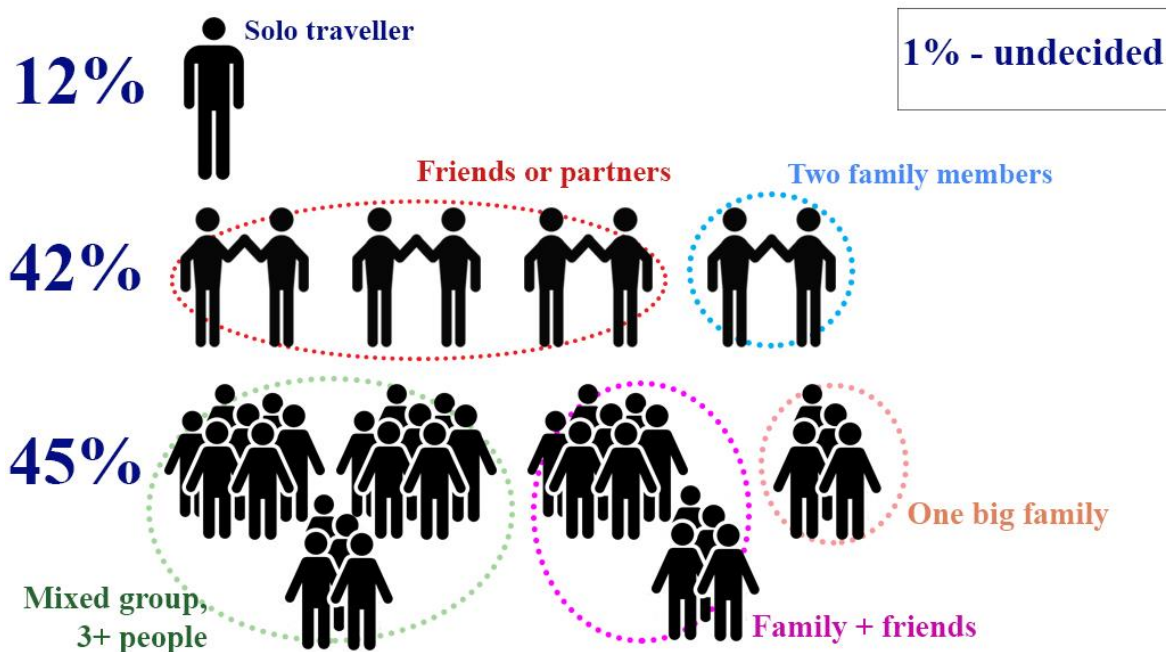 Solo traveller
12%
1% - undecided
Friends or partners
Two family members
42%
45%
One big family
Mixed group,
3+ people
Family + friends